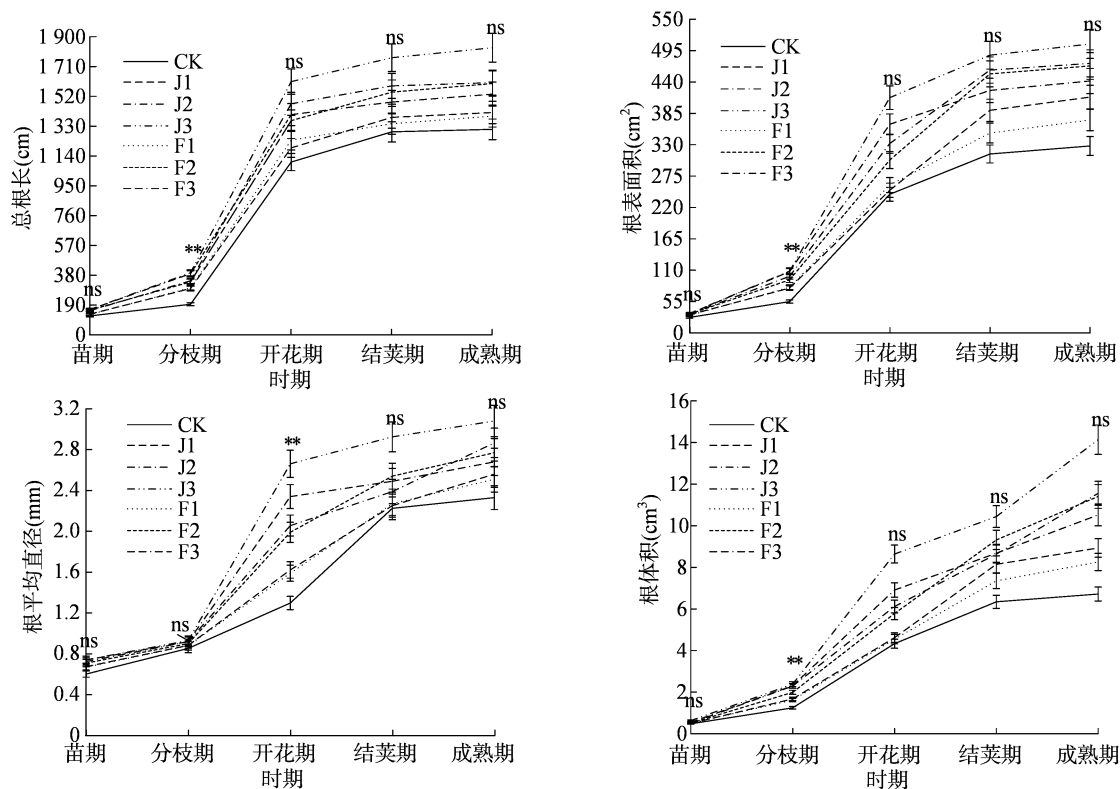 1 900
1 710
1 520
1 330
1 140
950
760
570
380
190
0
总根长(cm)
CK
J1
J2
J3
F1
F2
F3
ns
**
ns
ns
ns
苗期 分枝期 开花期 结荚期 成熟期
时期
550
495
440
385
330
275
220
165
110
55
0
根表面积(cm²)
CK
J1
J2
J3
F1
F2
F3
ns
**
ns
ns
ns
苗期 分枝期 开花期 结荚期 成熟期
时期
3.2
2.8
2.4
2.0
1.6
1.2
0.8
0.4
0
根平均直径(mm)
CK
J1
J2
J3
F1
F2
F3
ns
ns
**
ns
ns
苗期 分枝期 开花期 结荚期 成熟期
时期
16
14
12
10
8
6
4
2
0
根体积(cm³)
CK
J1
J2
J3
F1
F2
F3
ns
**
ns
ns
ns
苗期 分枝期 开花期 结荚期 成熟期
时期